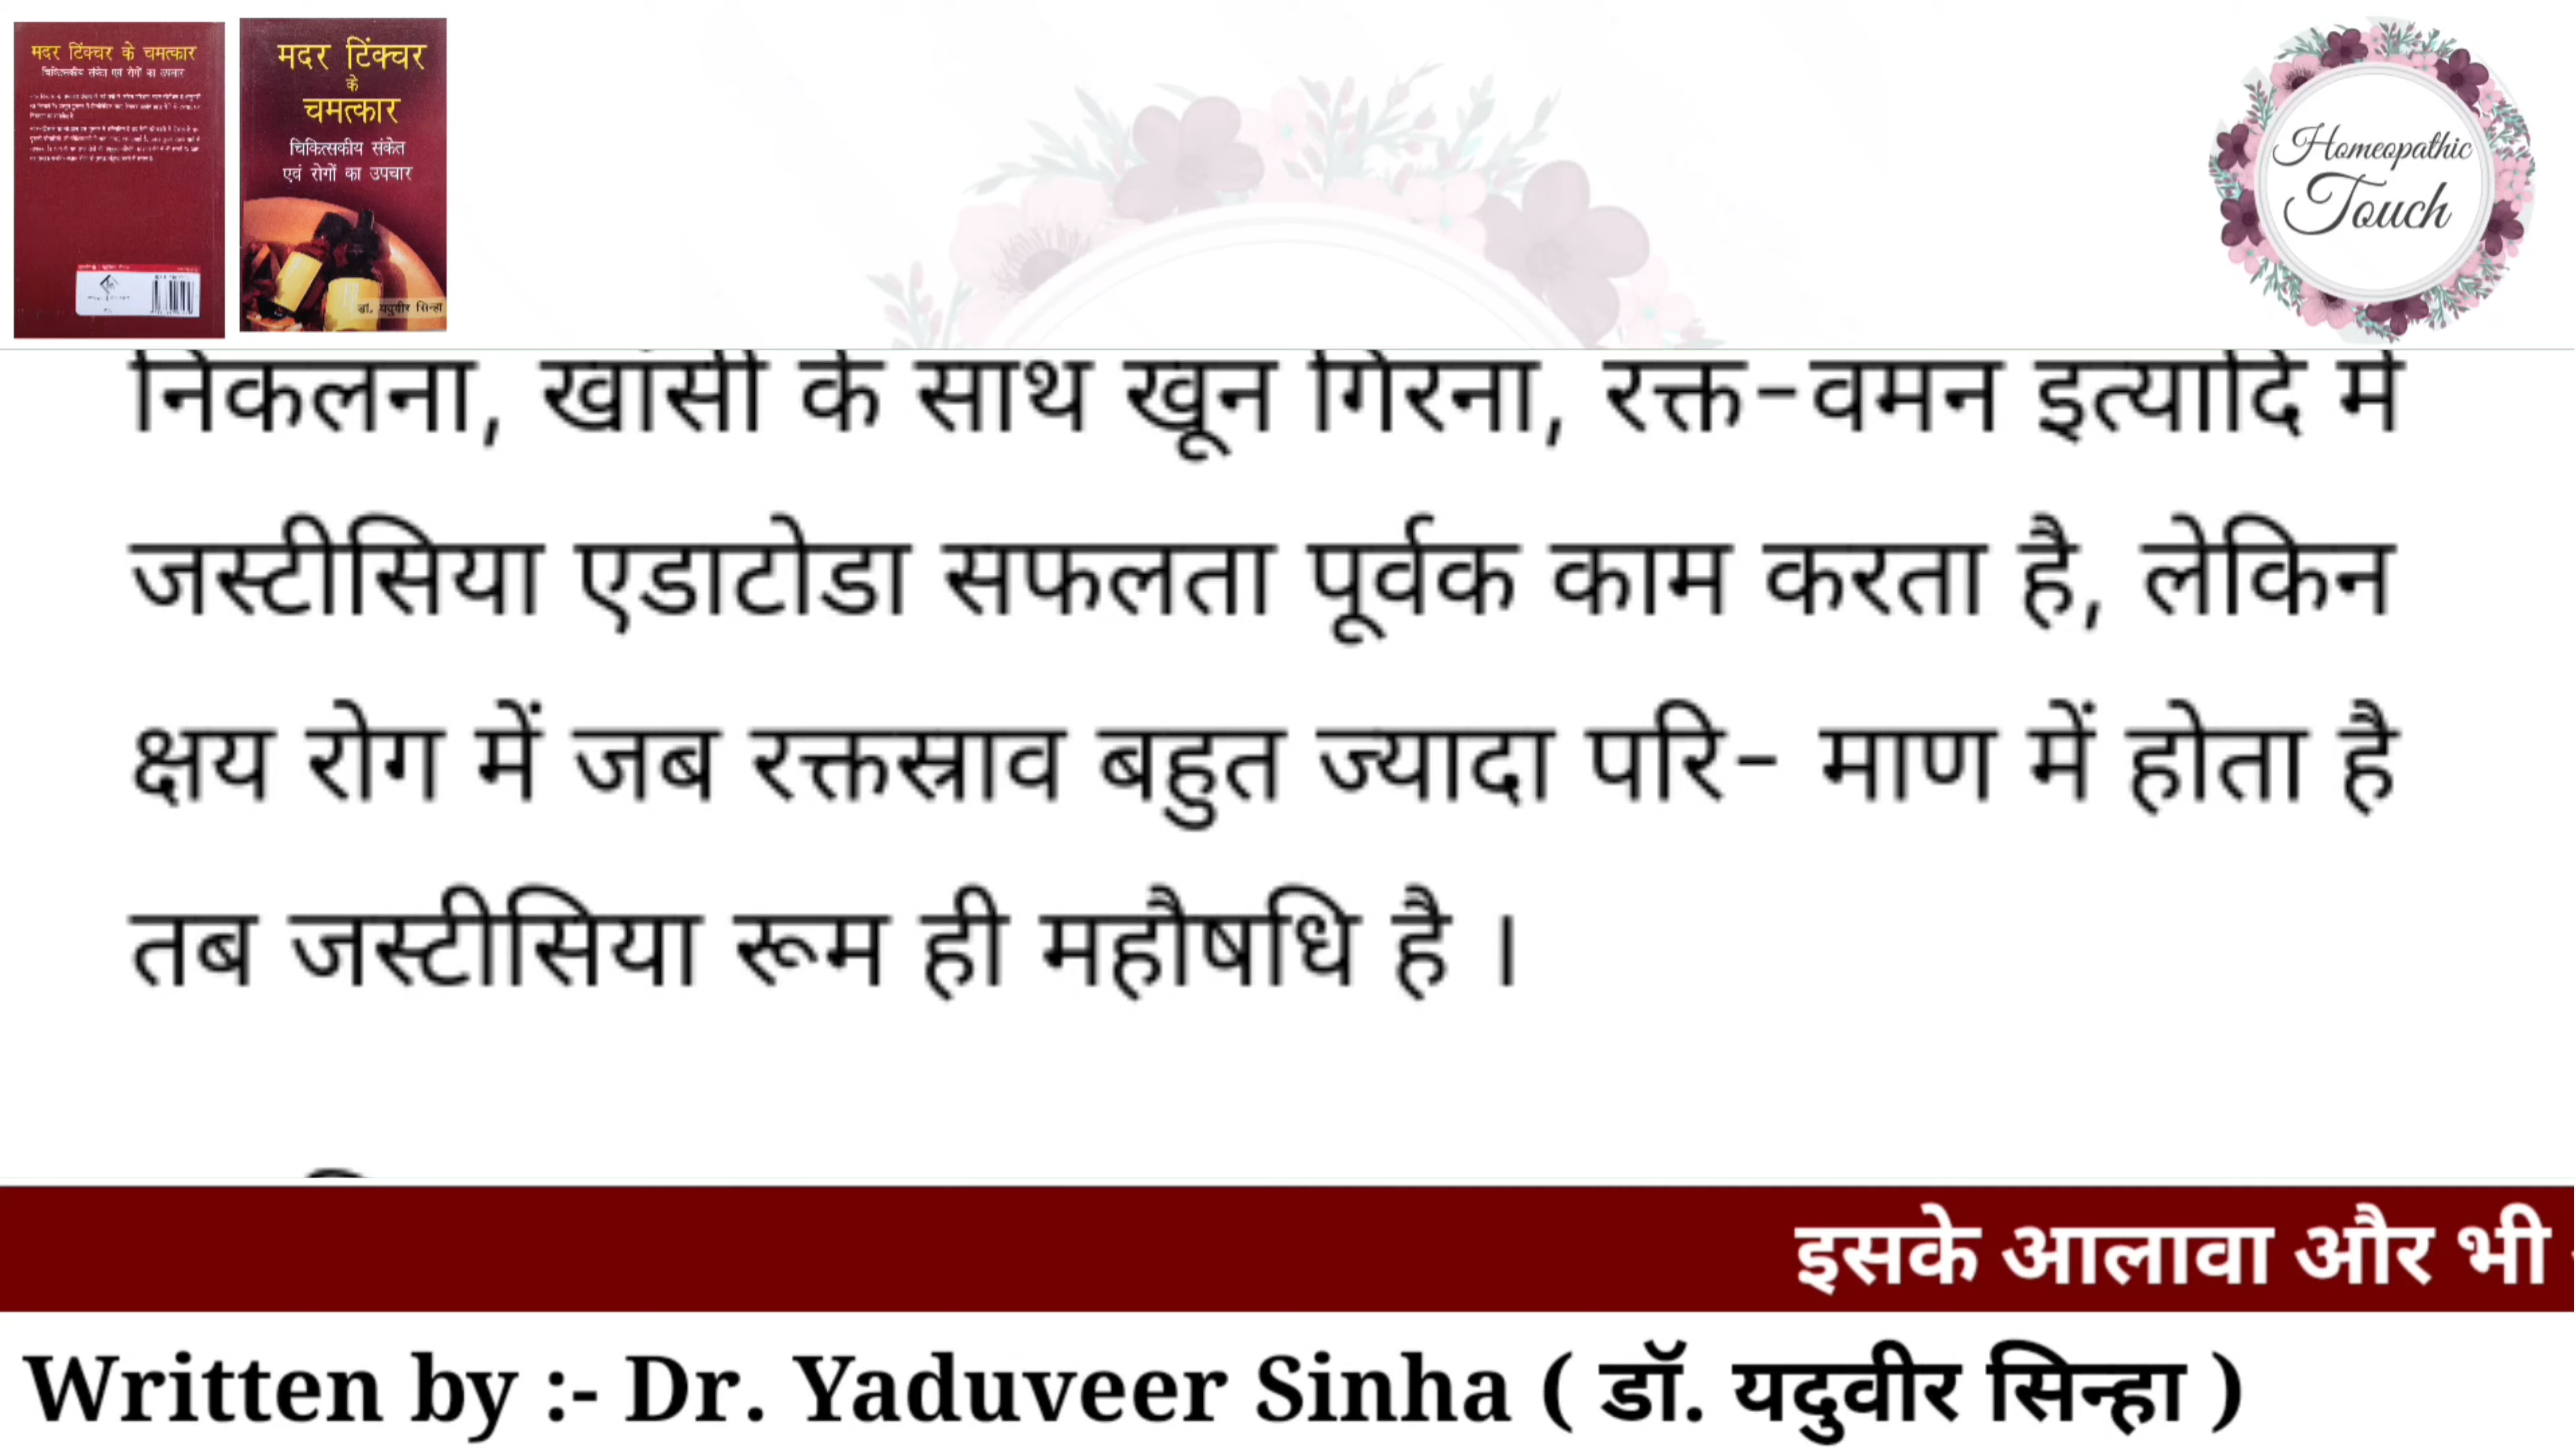 मदर टिंक्चर के चमत्कार
चिकित्सकीय संकेत एवं रोगों का उपचार
मदर टिंक्चर
के
चमत्कार
चिकित्सकीय संकेत
एवं रोगों का उपचार
डॉ. यदुवीर सिन्हा
Homeopathic
Touch
निकलना, खांसी के साथ खून गिरना, रक्त-वमन इत्यादि में
जस्टीसिया एडाटोडा सफलता पूर्वक काम करता है, लेकिन
क्षय रोग में जब रक्तस्राव बहुत ज्यादा परि- माण में होता है
तब जस्टीसिया रूम ही महौषधि है ।
इसके आलावा और भी
Written by :- Dr. Yaduveer Sinha ( डॉ. यदुवीर सिन्हा )